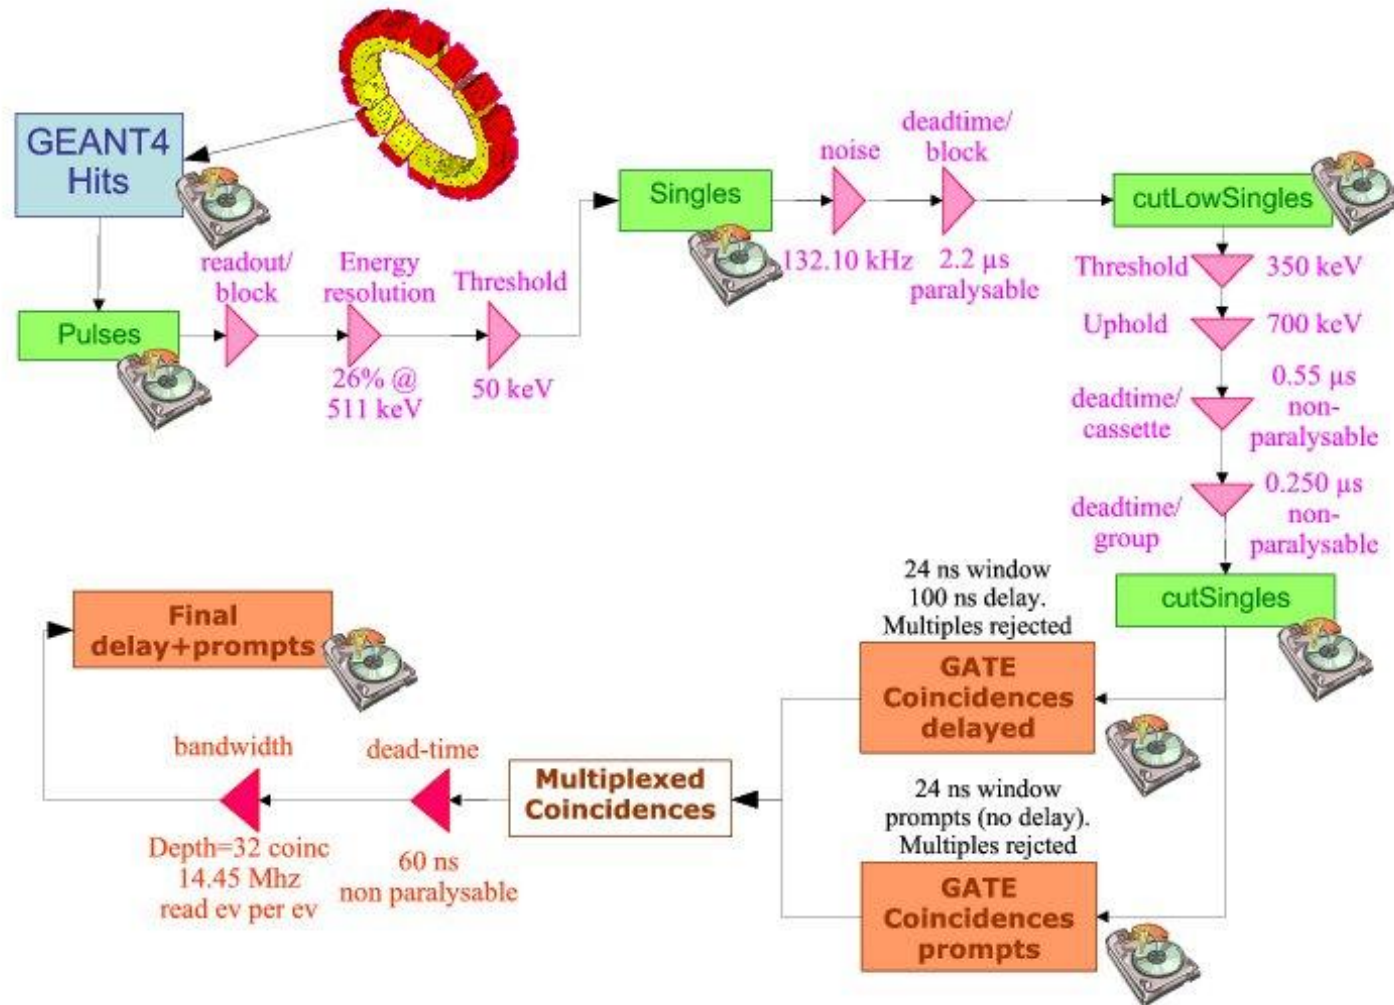 GEANT4
Hits
Pulses
readout/
block
Energy
resolution
26% @
511 keV
Threshold
50 keV
Singles
noise
132.10 kHz
deadtime/
block
2.2 µs
paralysable
cutLowSingles
Threshold
350 keV
Uphold
700 keV
deadtime/
cassette
0.55 µs
non-
paralysable
deadtime/
group
0.250 µs
non-
paralysable
cutSingles
24 ns window
100 ns delay.
Multiples rejected
GATE
Coincidences
delayed
24 ns window
prompts (no delay).
Multiples rejcted
GATE
Coincidences
prompts
Multiplexed
Coincidences
dead-time
60 ns
non paralysable
bandwidth
Depth=32 coinc
14.45 Mhz
read ev per ev
Final
delay+prompts